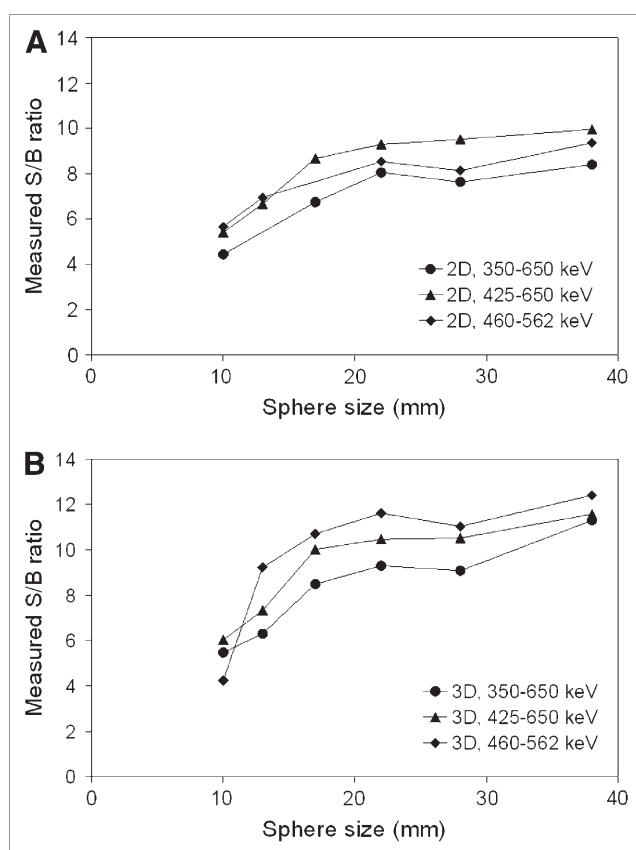 A
14
12
10
8
6
4
2
0
Measured S/B ratio
2D, 350-650 keV
2D, 425-650 keV
2D, 460-562 keV
0 10 20 30 40
Sphere size (mm)
B
14
12
10
8
6
4
2
0
Measured S/B ratio
3D, 350-650 keV
3D, 425-650 keV
3D, 460-562 keV
0 10 20 30 40
Sphere size (mm)